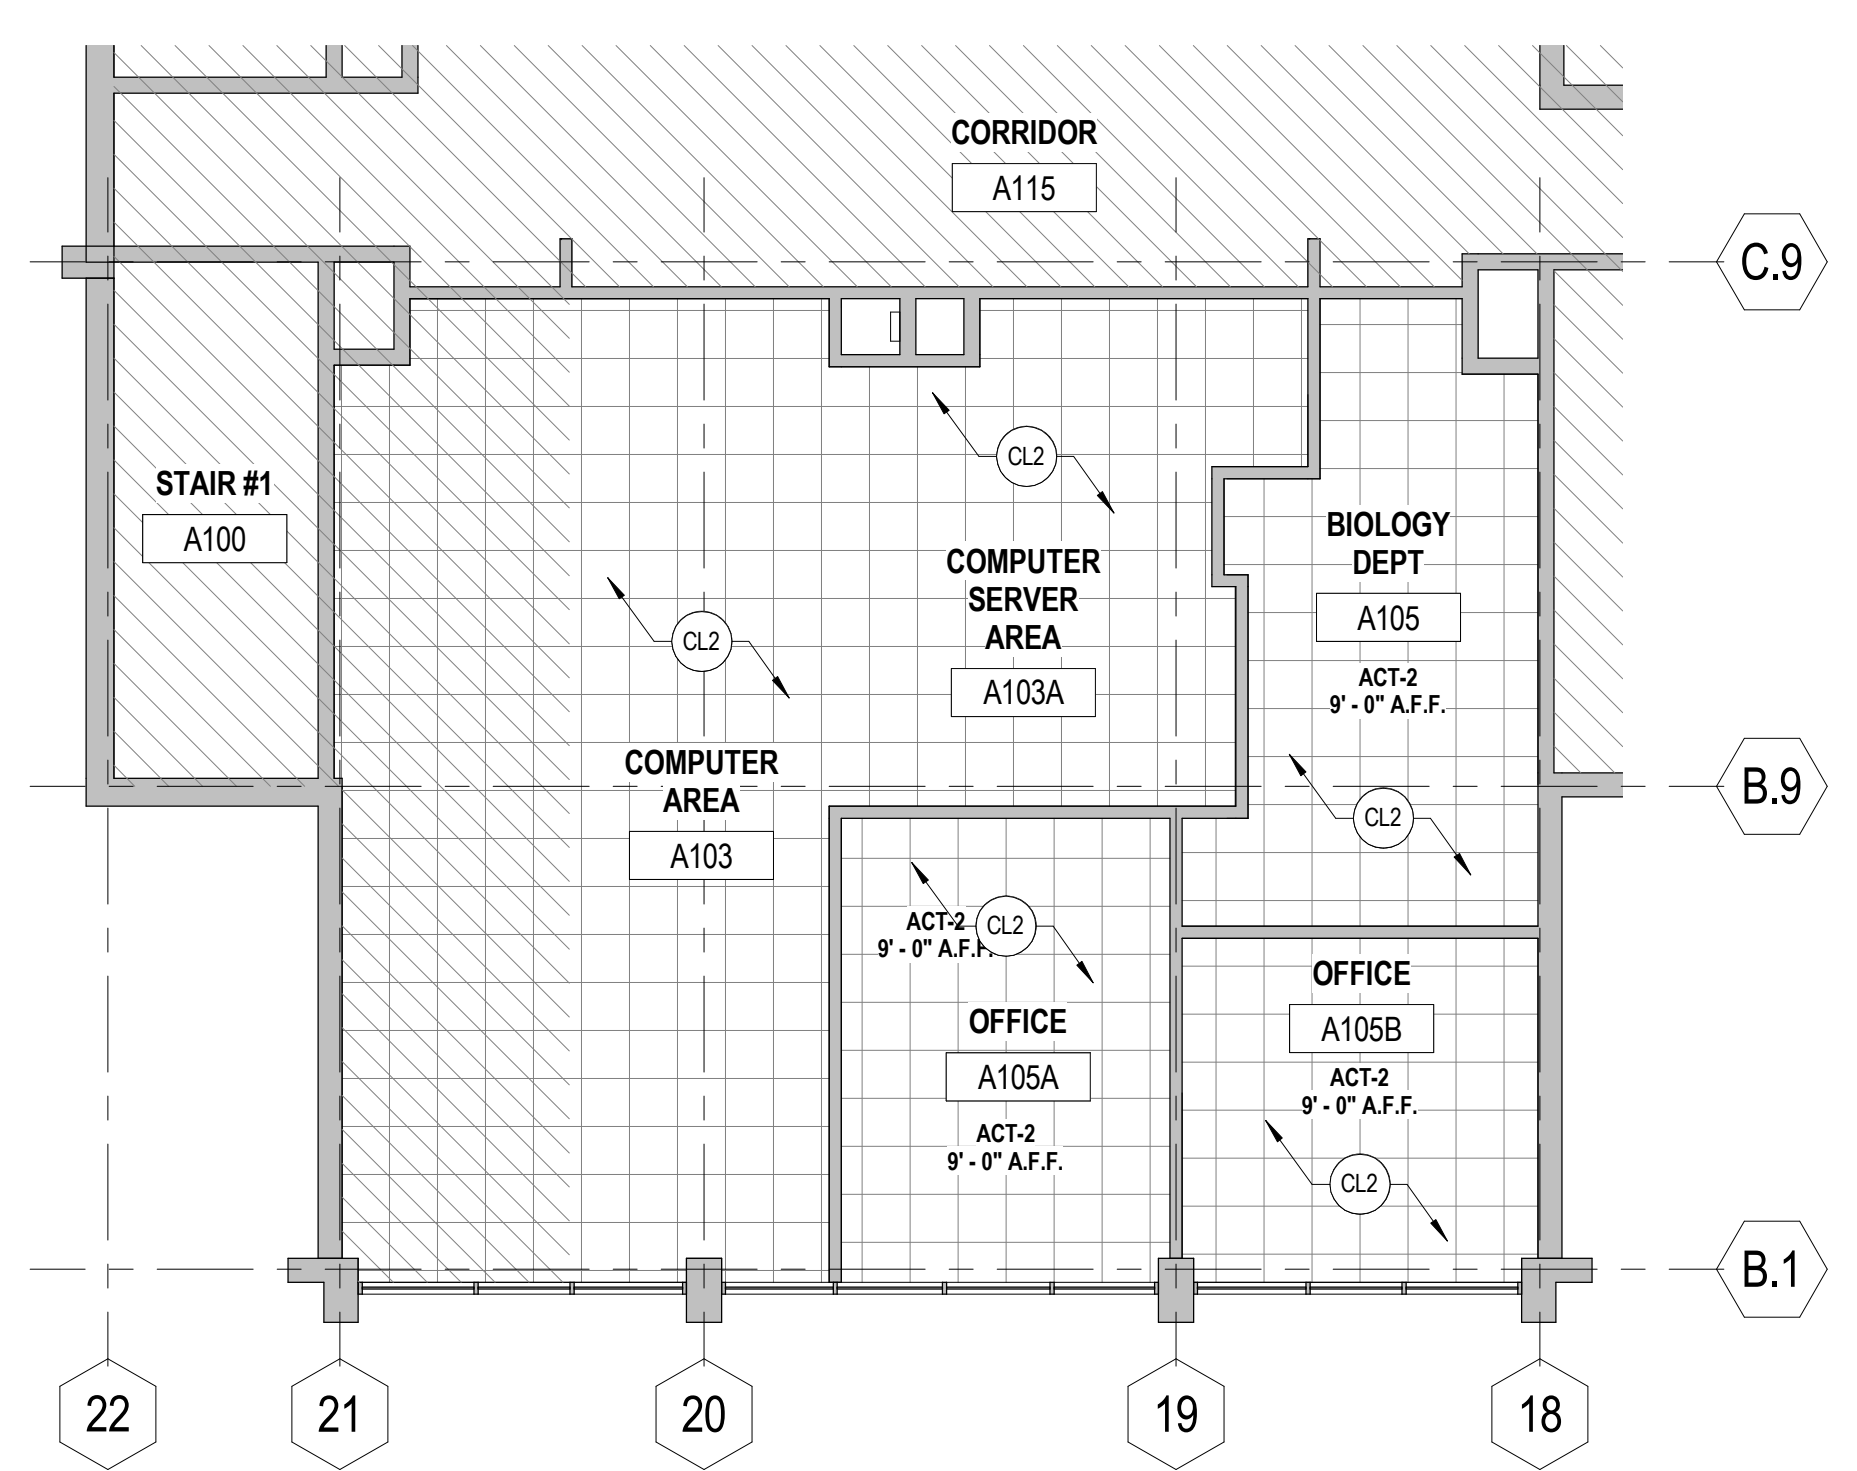 CORRIDOR
A115
C.9
STAIR #1
A100
CL2
BIOLOGY
DEPT
A105
ACT-2
9' - 0" A.F.F.
COMPUTER
SERVER
AREA
A103A
CL2
COMPUTER
AREA
A103
B.9
CL2
ACT-2
9' - 0" A.F.F.
CL2
OFFICE
A105A
ACT-2
9' - 0" A.F.F.
OFFICE
A105B
ACT-2
9' - 0" A.F.F.
CL2
B.1
22
21
20
19
18